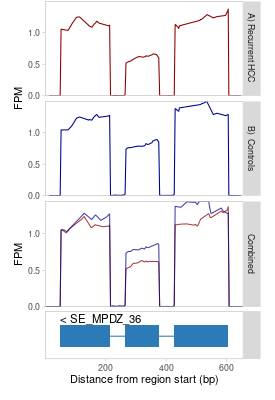 1.0
0.5
0.0
A) Recurrent HCC
FPM
1.0
0.5
0.0
B) Controls
1.0
0.5
0.0
Combined
FPM
< SE_MPDZ_36
200
400
600
Distance from region start (bp)